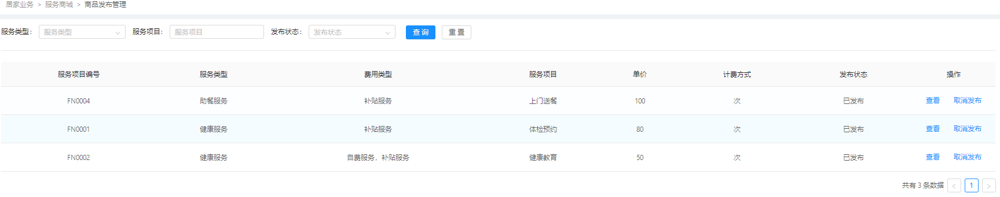 居家业务 > 服务商城 > 商品发布管理
服务类型： 服务类型 服务项目： 服务项目 发布状态： 发布状态 查 询 重 置
服务项目编号 服务类型 费用类型 服务项目 单价 计费方式 发布状态 操作
FN0004 助餐服务 补贴服务 上门送餐 100 次 已发布 查看 取消发布
FN0001 健康服务 补贴服务 体检预约 80 次 已发布 查看 取消发布
FN0002 健康服务 自费服务，补贴服务 健康教育 50 次 已发布 查看 取消发布
共有 3 条数据 < 1 >